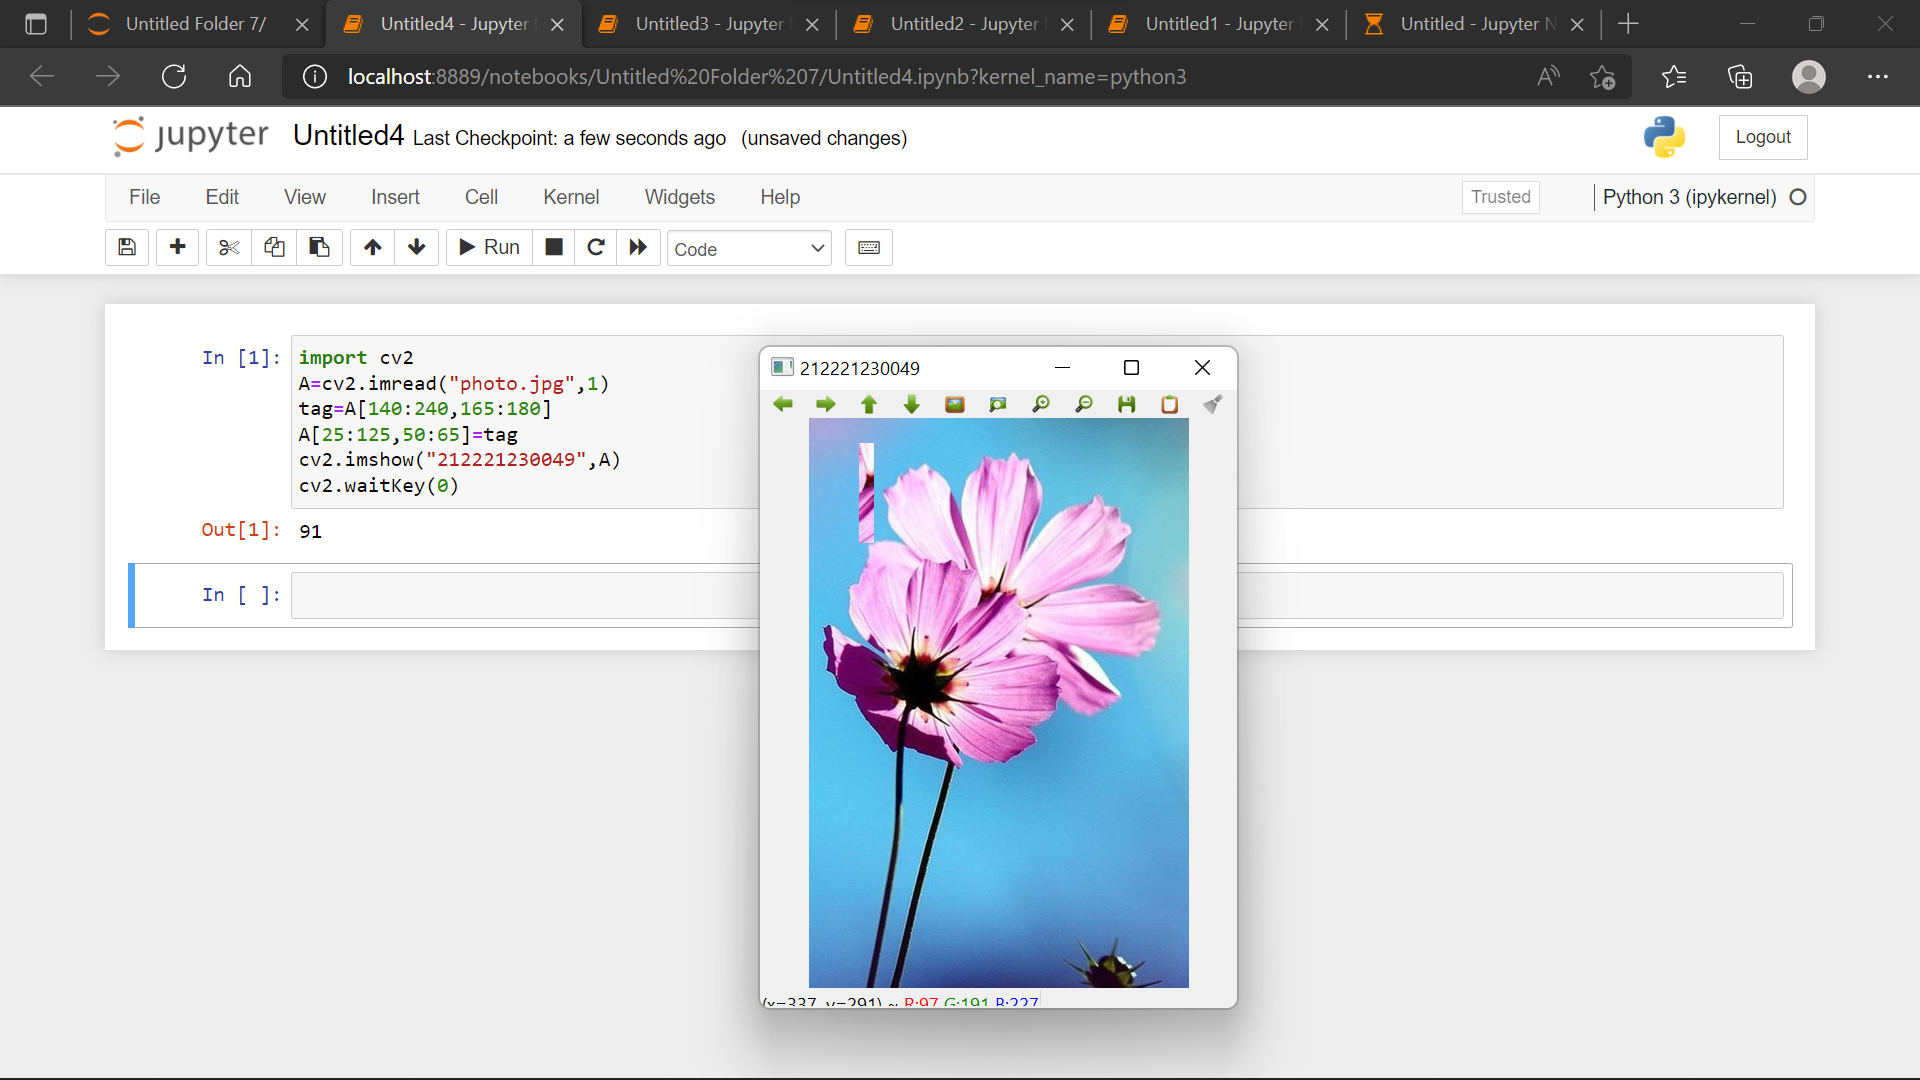 Untitled Folder 7/
Untitled4 - Jupyter
Untitled3 - Jupyter
Untitled2 - Jupyter
Untitled1 - Jupyter
Untitled - Jupyter N
localhost:8889/notebooks/Untitled%20Folder%207/Untitled4.ipynb?kernel_name=python3
jupyter Untitled4 Last Checkpoint: a few seconds ago (unsaved changes)
Logout
File Edit View Insert Cell Kernel Widgets Help
Trusted
Python 3 (ipykernel)
Run
Code
In [1]:
import cv2
A=cv2.imread("photo.jpg",1)
tag=A[140:240,165:180]
A[25:125,50:65]=tag
cv2.imshow("212221230049",A)
cv2.waitKey(0)
Out[1]: 91
In [ ]:
212221230049
(x=337, y=291) ~ R:97 G:191 B:227